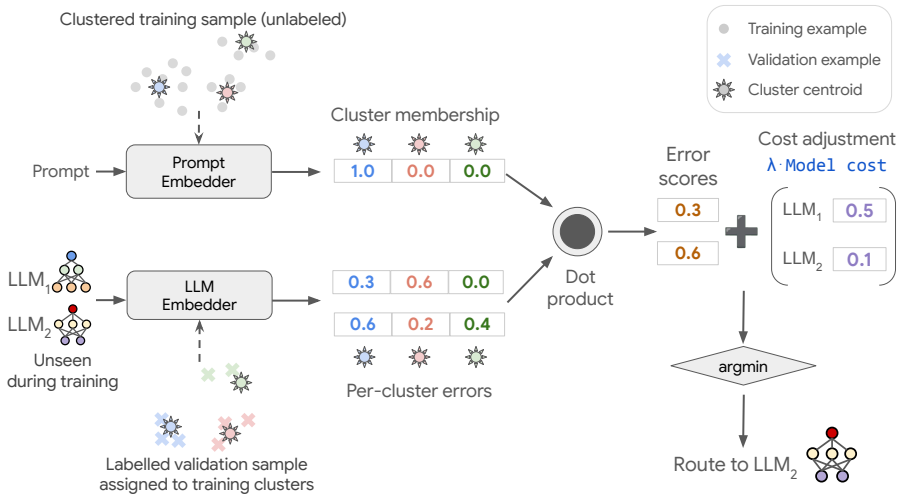 Clustered training sample (unlabeled)
Training example
Validation example
Cluster centroid
Prompt
Prompt
Embedder
Cluster membership
1.0 0.0 0.0
Error
scores
0.3
0.6
Cost adjustment
λ·Model cost
LLM1 0.5
LLM2 0.1
Dot
product
LLM1
LLM2
Unseen
during training
LLM
Embedder
0.3 0.6 0.0
0.6 0.2 0.4
Per-cluster errors
argmin
Labelled validation sample
assigned to training clusters
Route to LLM2